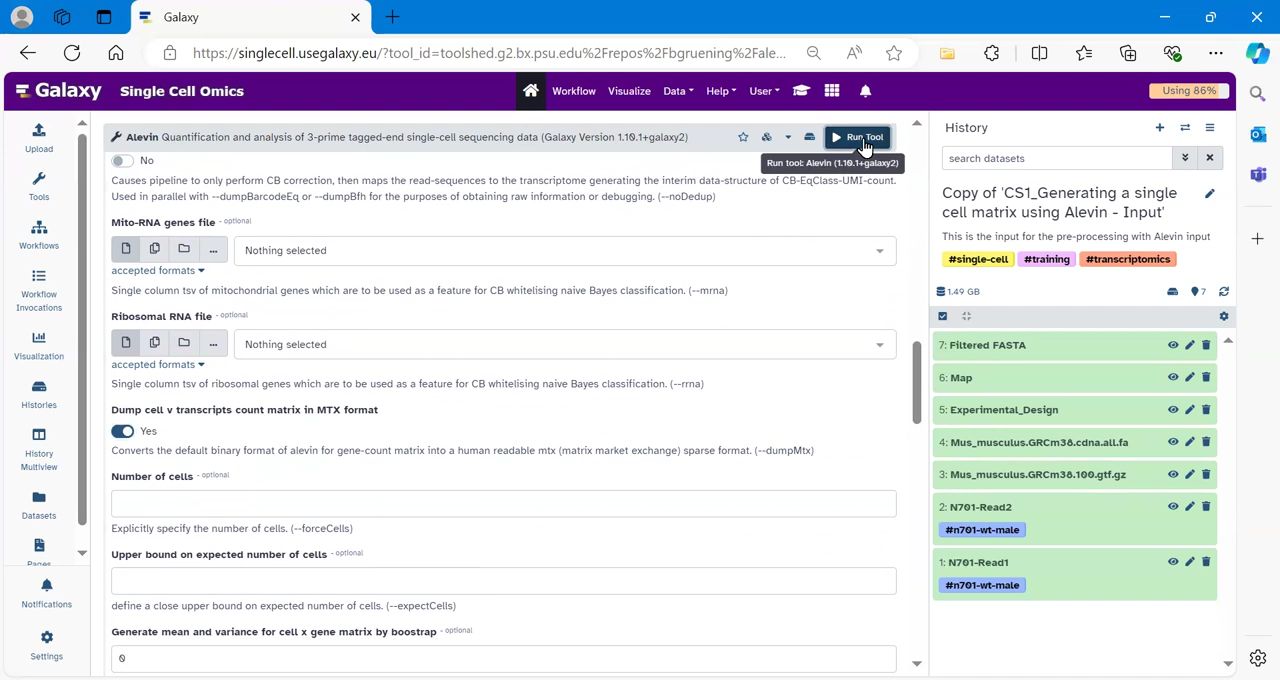 Galaxy
https://singlecell.usegalaxy.eu/?tool_id=toolshed.g2.bx.psu.edu%2Frepos%2Fbgruening%2Fale...
Galaxy Single Cell Omics
Workflow Visualize Data Help User
Using 86%
Upload
Tools
Workflows
Workflow
Invocations
Visualization
Histories
History
Multiview
Datasets
Pages
Notifications
Settings
Alevin Quantification and analysis of 3-prime tagged-end single-cell sequencing data (Galaxy Version 1.10.1+galaxy2)
Run Tool
Run tool: Alevin (1.10.1+galaxy2)
No
Causes pipeline to only perform CB correction, then maps the read-sequences to the transcriptome generating the interim data-structure of CB-EqClass-UMI-count.
Used in parallel with --dumpBarcodeEq or --dumpBfh for the purposes of obtaining raw information or debugging. (--noDedup)
Mito-RNA genes file - optional
Nothing selected
accepted formats
Single column tsv of mitochondrial genes which are to be used as a feature for CB whitelising naive Bayes classification. (--mrna)
Ribosomal RNA file - optional
Nothing selected
accepted formats
Single column tsv of ribosomal genes which are to be used as a feature for CB whitelising naive Bayes classification. (--rrna)
Dump cell v transcripts count matrix in MTX format
Yes
Converts the default binary format of alevin for gene-count matrix into a human readable mtx (matrix market exchange) sparse format. (--dumpMtx)
Number of cells - optional
Explicitly specify the number of cells. (--forceCells)
Upper bound on expected number of cells - optional
define a close upper bound on expected number of cells. (--expectCells)
Generate mean and variance for cell x gene matrix by boostrap - optional
0
History
search datasets
Copy of 'CS1_Generating a single
cell matrix using Alevin - Input'
This is the input for the pre-processing with Alevin input
#single-cell #training #transcriptomics
1.49 GB
7
7: Filtered FASTA
6: Map
5: Experimental_Design
4: Mus_musculus.GRCm38.cdna.all.fa
3: Mus_musculus.GRCm38.100.gtf.gz
2: N701-Read2
#n701-wt-male
1: N701-Read1
#n701-wt-male